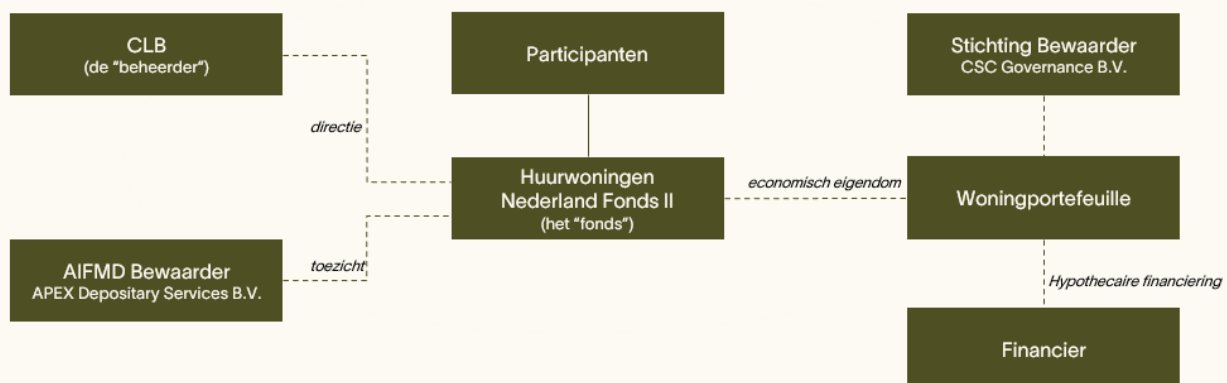 CLB
(de “beheerder”)
Participanten
Stichting Bewaarder
CSC Governance B.V.
directie
Huurwoningen
Nederland Fonds II
(het “fonds”)
economisch eigendom
Woningportefeuille
AIFMD Bewaarder
APEX Depositary Services B.V.
toezicht
Hypothecaire financiering
Financier